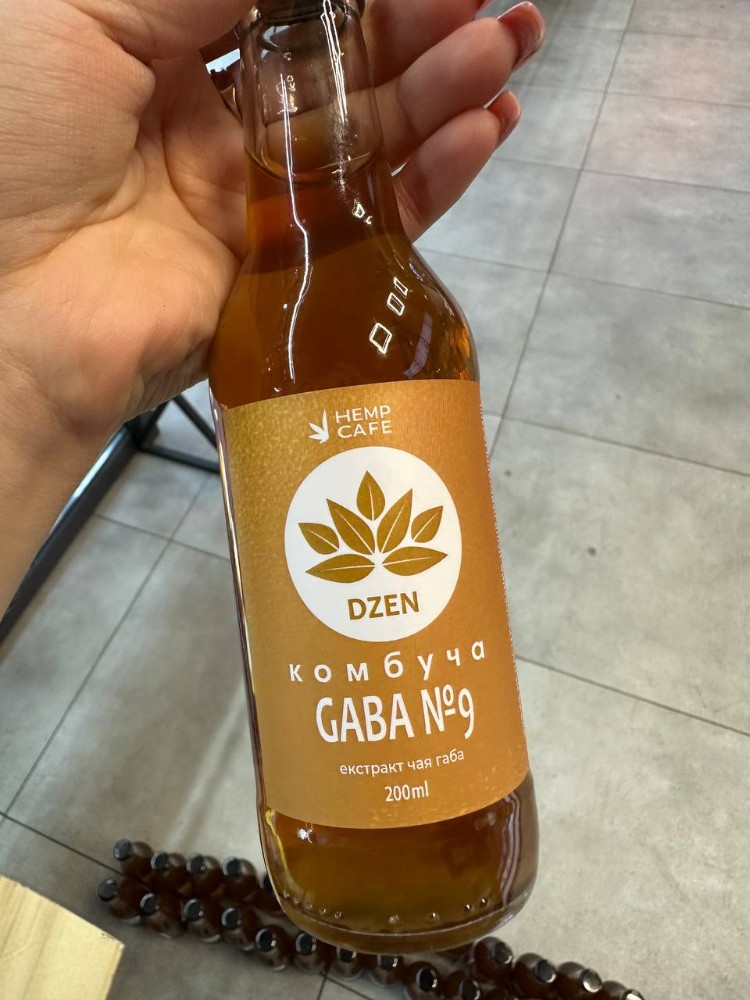 HEMP
CAFE
DZEN
комбуча
GABA №9
екстракт чая габа
200ml